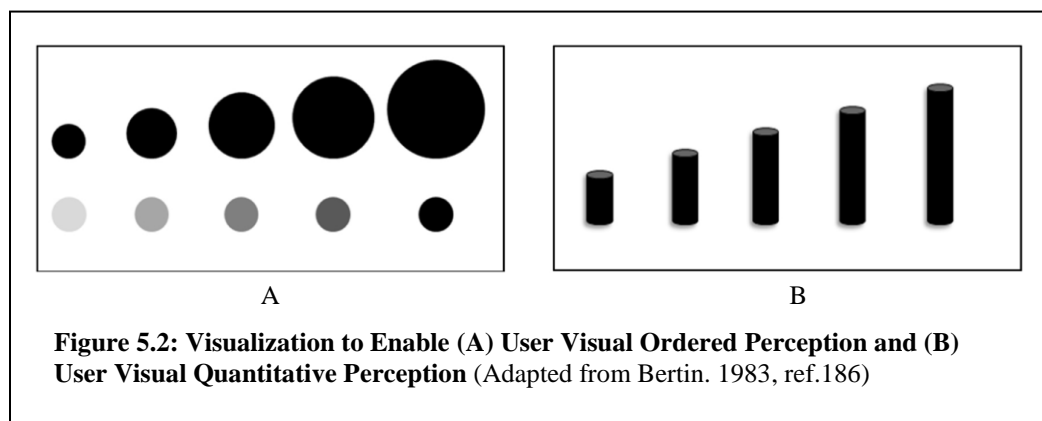 A
B
Figure 5.2: Visualization to Enable (A) User Visual Ordered Perception and (B)
User Visual Quantitative Perception (Adapted from Bertin. 1983, ref.186)